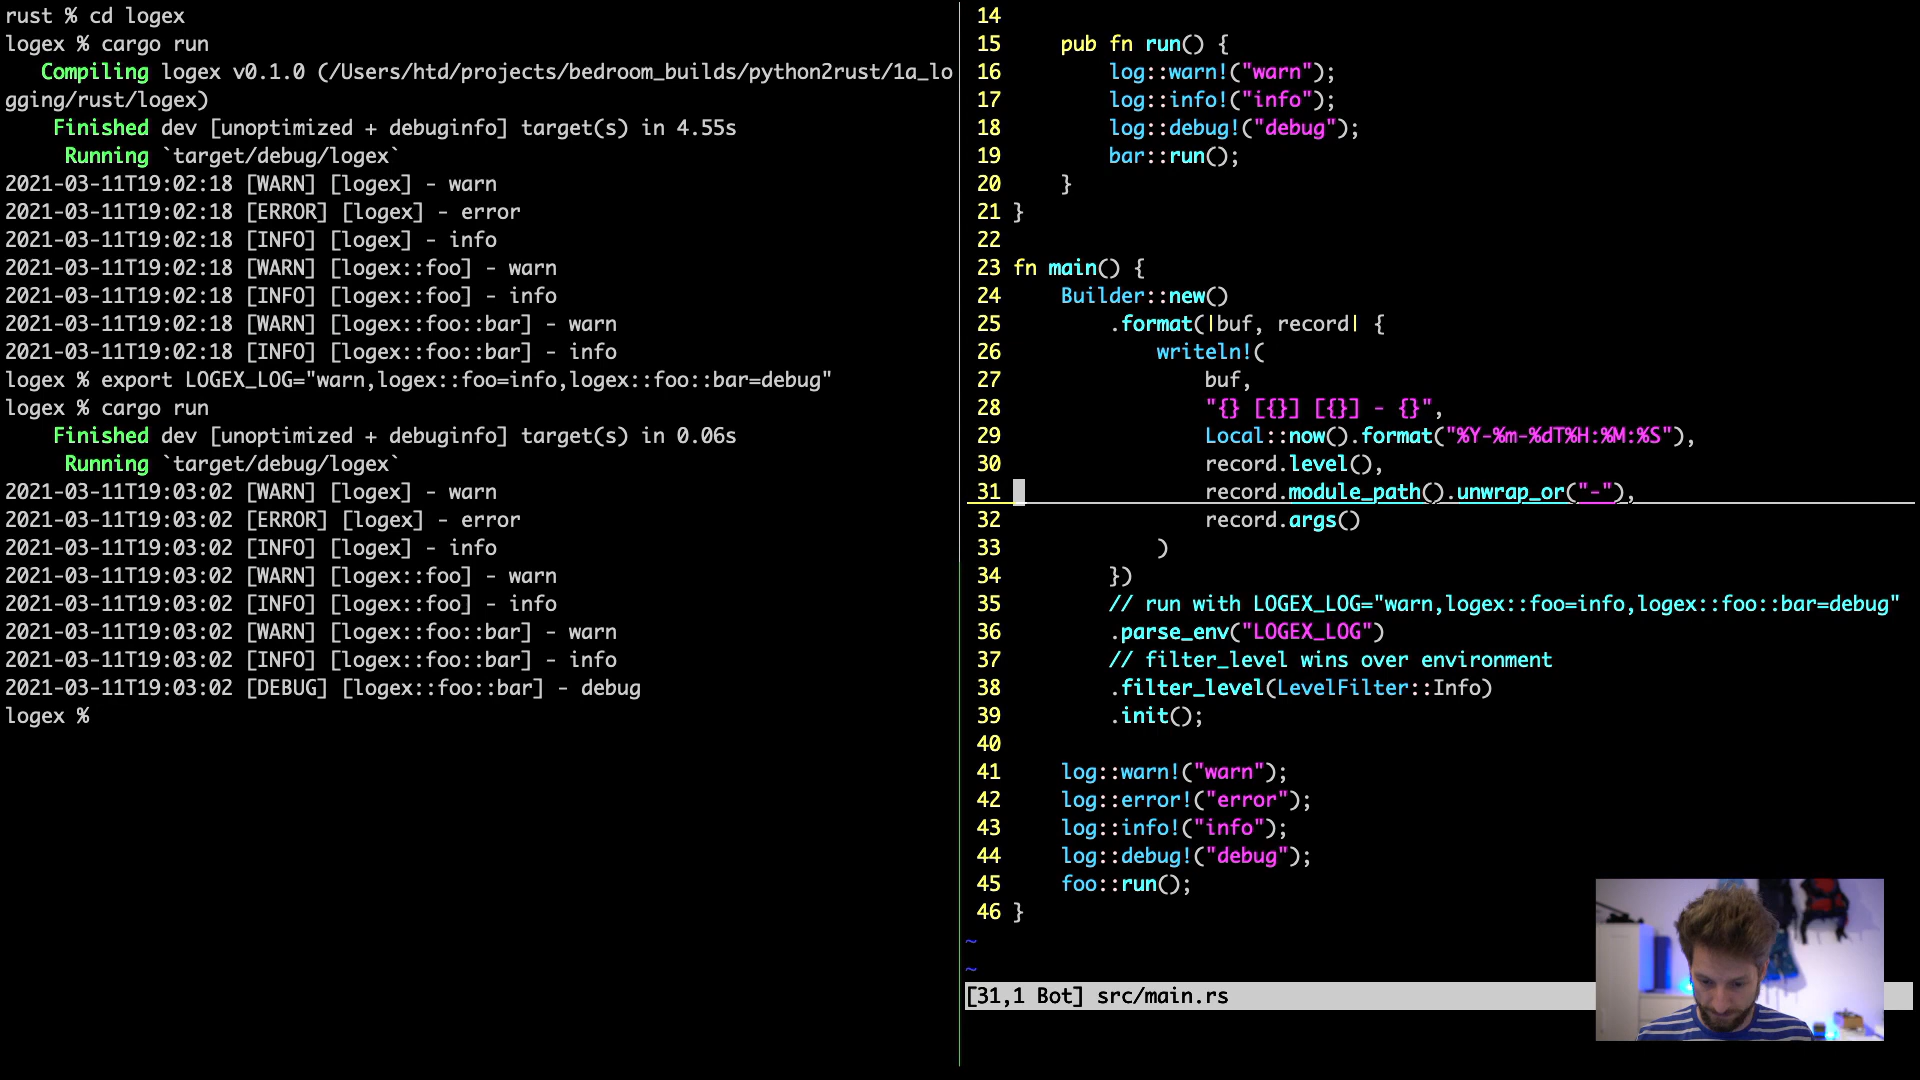 rust % cd logex
logex % cargo run
   Compiling logex v0.1.0 (/Users/htd/projects/bedroom_builds/python2rust/1a_lo
gging/rust/logex)
    Finished dev [unoptimized + debuginfo] target(s) in 4.55s
     Running `target/debug/logex`
2021-03-11T19:02:18 [WARN] [logex] - warn
2021-03-11T19:02:18 [ERROR] [logex] - error
2021-03-11T19:02:18 [INFO] [logex] - info
2021-03-11T19:02:18 [WARN] [logex::foo] - warn
2021-03-11T19:02:18 [INFO] [logex::foo] - info
2021-03-11T19:02:18 [WARN] [logex::foo::bar] - warn
2021-03-11T19:02:18 [INFO] [logex::foo::bar] - info
logex % export LOGEX_LOG="warn,logex::foo=info,logex::foo::bar=debug"
logex % cargo run
    Finished dev [unoptimized + debuginfo] target(s) in 0.06s
     Running `target/debug/logex`
2021-03-11T19:03:02 [WARN] [logex] - warn
2021-03-11T19:03:02 [ERROR] [logex] - error
2021-03-11T19:03:02 [INFO] [logex] - info
2021-03-11T19:03:02 [WARN] [logex::foo] - warn
2021-03-11T19:03:02 [INFO] [logex::foo] - info
2021-03-11T19:03:02 [WARN] [logex::foo::bar] - warn
2021-03-11T19:03:02 [INFO] [logex::foo::bar] - info
2021-03-11T19:03:02 [DEBUG] [logex::foo::bar] - debug
logex %
14
15     pub fn run() {
16         log::warn!("warn");
17         log::info!("info");
18         log::debug!("debug");
19         bar::run();
20     }
21 }
22
23 fn main() {
24     Builder::new()
25         .format(|buf, record| {
26             writeln!(
27                 buf,
28                 "{} [{}] [{}] - {}",
29                 Local::now().format("%Y-%m-%dT%H:%M:%S"),
30                 record.level(),
31                 record.module_path().unwrap_or("-"),
32                 record.args()
33             )
34         })
35         // run with LOGEX_LOG="warn,logex::foo=info,logex::foo::bar=debug"
36         .parse_env("LOGEX_LOG")
37         // filter_level wins over environment
38         .filter_level(LevelFilter::Info)
39         .init();
40
41     log::warn!("warn");
42     log::error!("error");
43     log::info!("info");
44     log::debug!("debug");
45     foo::run();
46 }
~
~
[31,1 Bot] src/main.rs